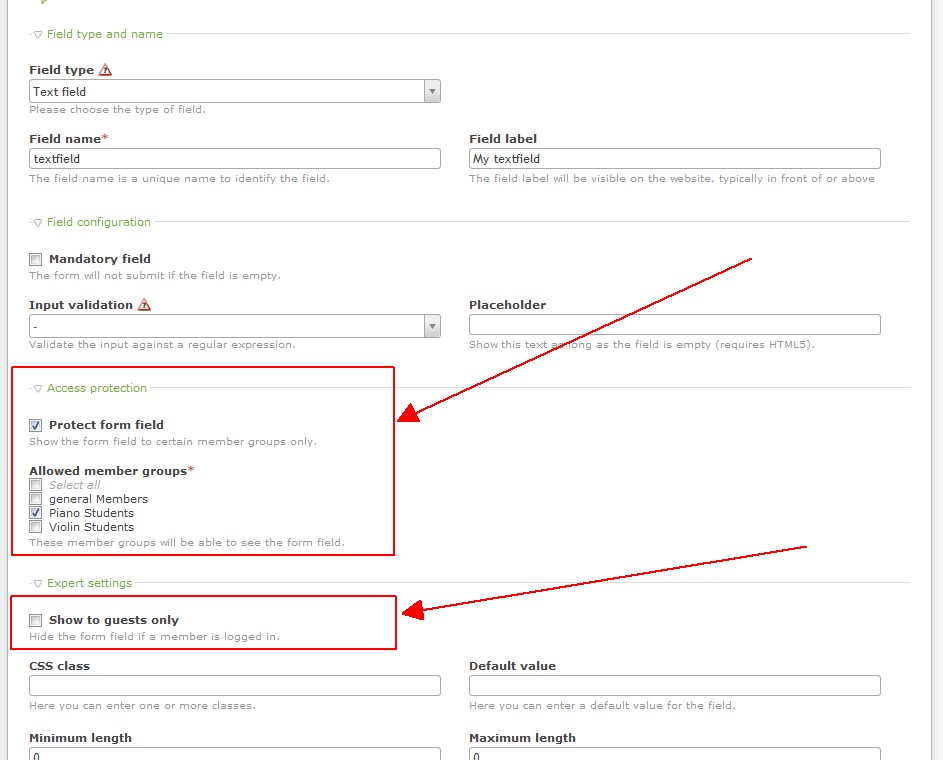 Field type and name
Field type
Text field
Please choose the type of field.
Field name* Field label
textfield My textfield
The field name is a unique name to identify the field. The field label will be visible on the website, typically in front of or above
Field configuration
Mandatory field
The form will not submit if the field is empty.
Input validation Placeholder
-
Validate the input against a regular expression. Show this text as long as the field is empty (requires HTML5).
Access protection
Protect form field
Show the form field to certain member groups only.
Allowed member groups*
Select all
general Members
Piano Students
Violin Students
These member groups will be able to see the form field.
Expert settings
Show to guests only
Hide the form field if a member is logged in.
CSS class Default value
Here you can enter one or more classes. Here you can enter a default value for the field.
Minimum length Maximum length
0 0